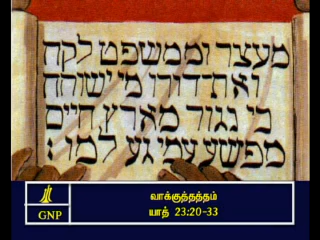 מעצר וממשפט לקח
ואת דורו מי ישוחח
כי נגזר מארץ חיים
מפשע עמי נגע למו:
வாக்குத்தத்தம்
யாத் 23:20-33
GNP